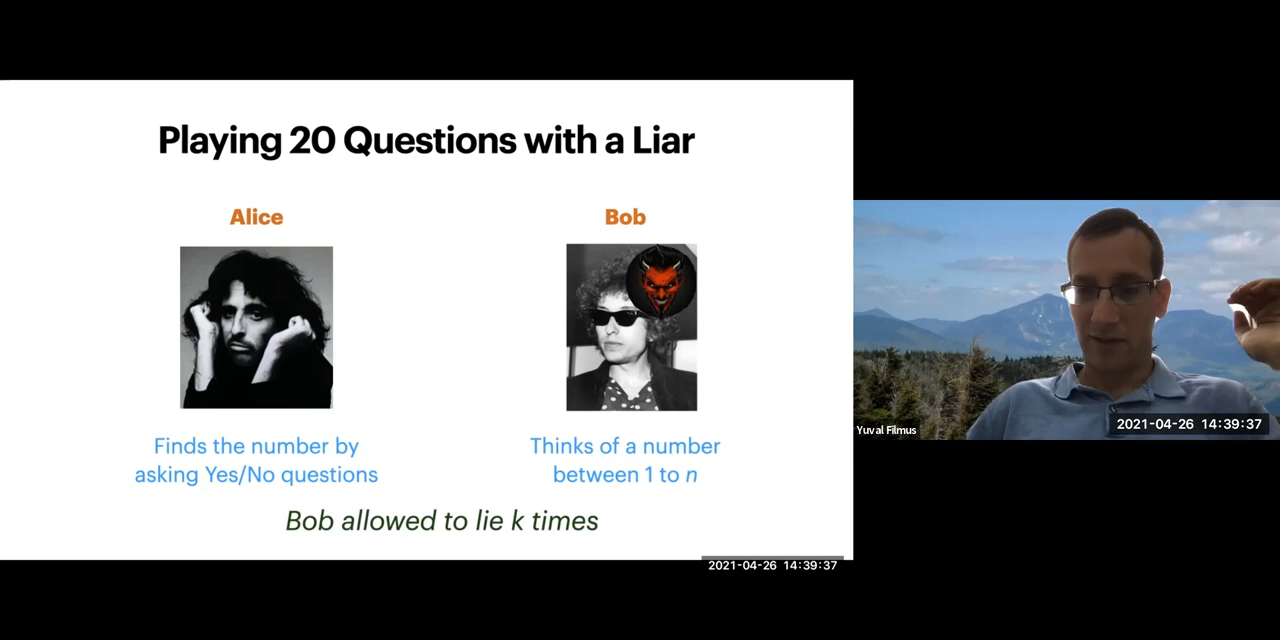 Playing 20 Questions with a Liar
Alice
Bob
Finds the number by
asking Yes/No questions
Thinks of a number
between 1 to n
Bob allowed to lie k times
2021-04-26 14:39:37
Yuval Filmus
2021-04-26 14:39:37